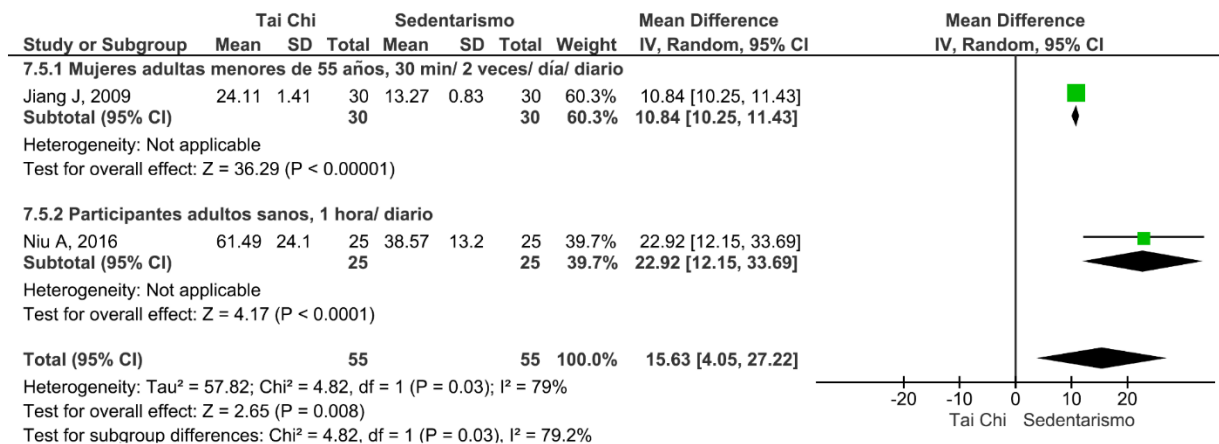 Tai Chi Sedentarismo Mean Difference Mean Difference
Study or Subgroup Mean SD Total Mean SD Total Weight IV, Random, 95% CI IV, Random, 95% CI
7.5.1 Mujeres adultas menores de 55 años, 30 min/ 2 veces/ día/ diario
Jiang J, 2009 24.11 1.41 30 13.27 0.83 30 60.3% 10.84 [10.25, 11.43]
Subtotal (95% CI) 30 30 60.3% 10.84 [10.25, 11.43]
Heterogeneity: Not applicable
Test for overall effect: Z = 36.29 (P < 0.00001)
7.5.2 Participantes adultos sanos, 1 hora/ diario
Niu A, 2016 61.49 24.1 25 38.57 13.2 25 39.7% 22.92 [12.15, 33.69]
Subtotal (95% CI) 25 25 39.7% 22.92 [12.15, 33.69]
Heterogeneity: Not applicable
Test for overall effect: Z = 4.17 (P < 0.0001)
Total (95% CI) 55 55 100.0% 15.63 [4.05, 27.22]
Heterogeneity: Tau² = 57.82; Chi² = 4.82, df = 1 (P = 0.03); I² = 79%
Test for overall effect: Z = 2.65 (P = 0.008)
Test for subgroup differences: Chi² = 4.82, df = 1 (P = 0.03), I² = 79.2%
-20 -10 0 10 20
Tai Chi Sedentarismo